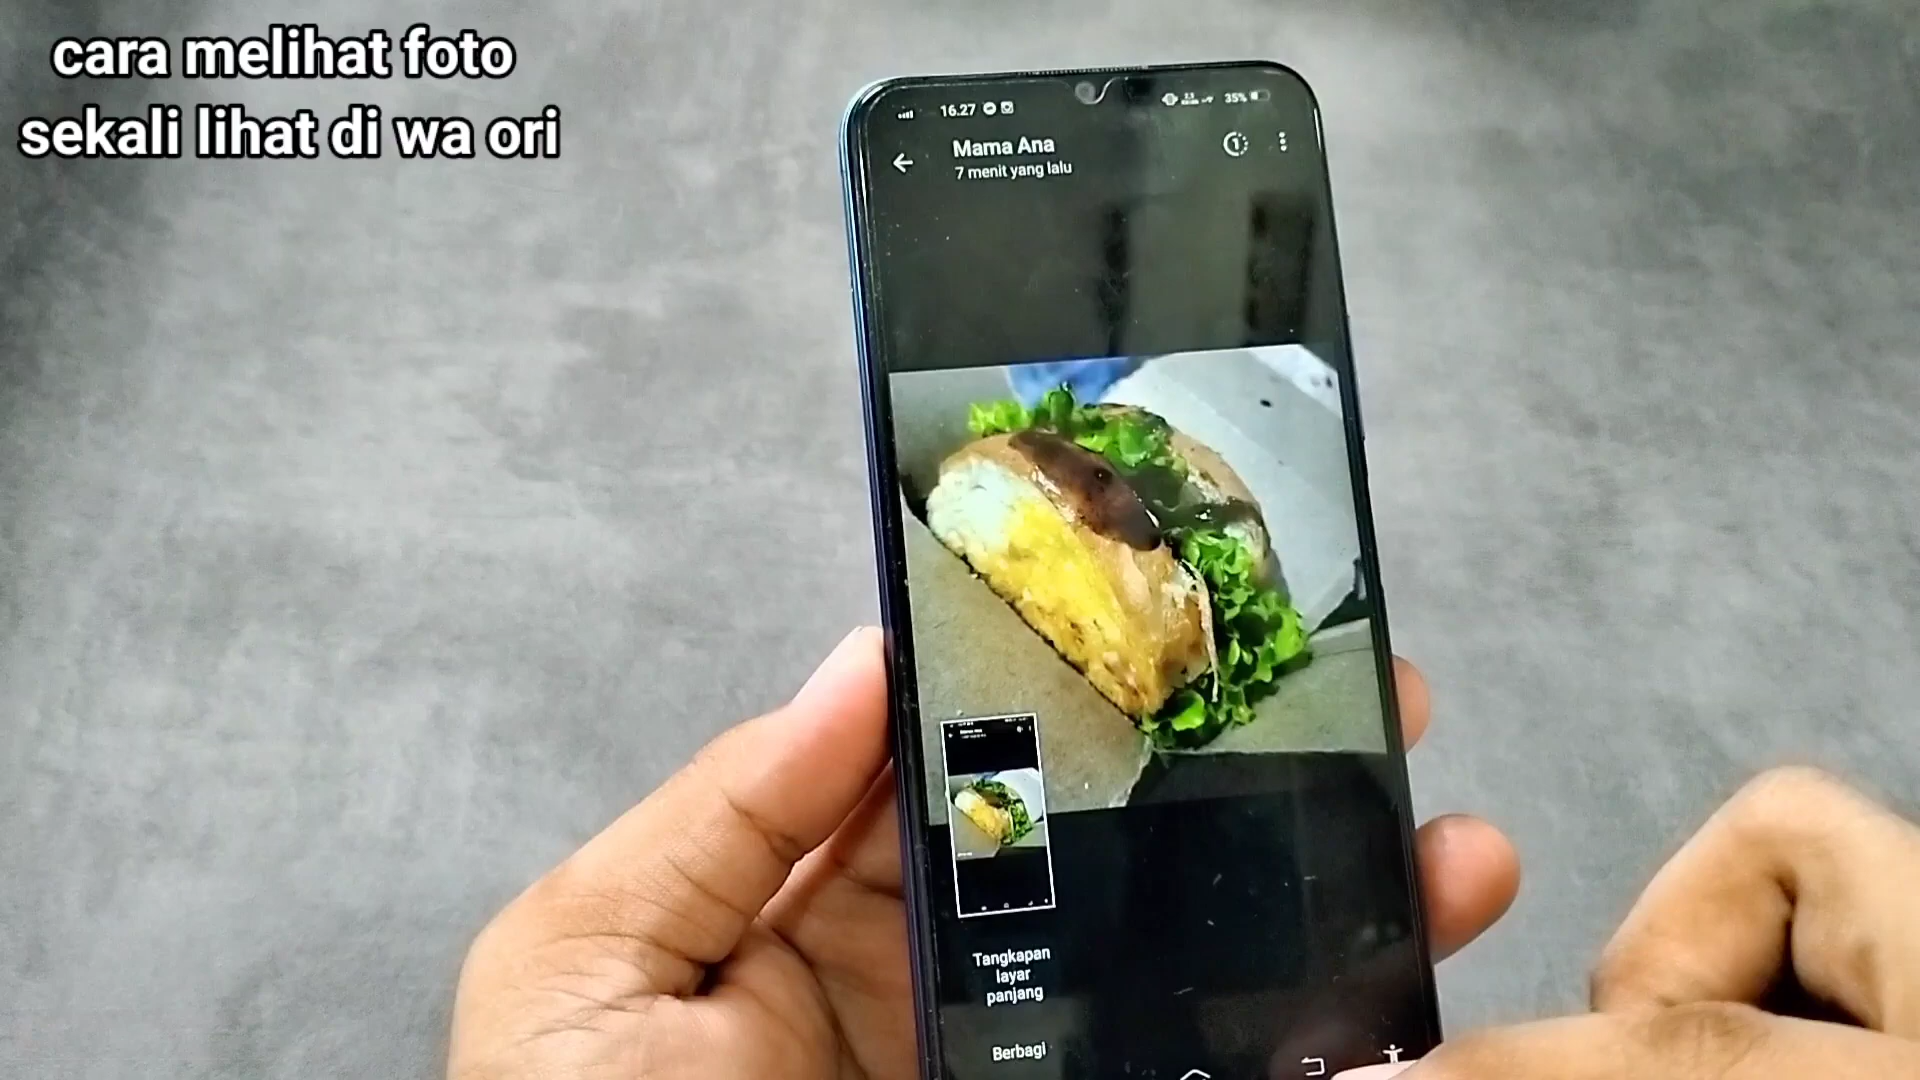 cara melihat foto
sekali lihat di wa ori
16.27
35%
Mama Ana
7 menit yang lalu
1
Tangkapan
layar
panjang
Berbagi